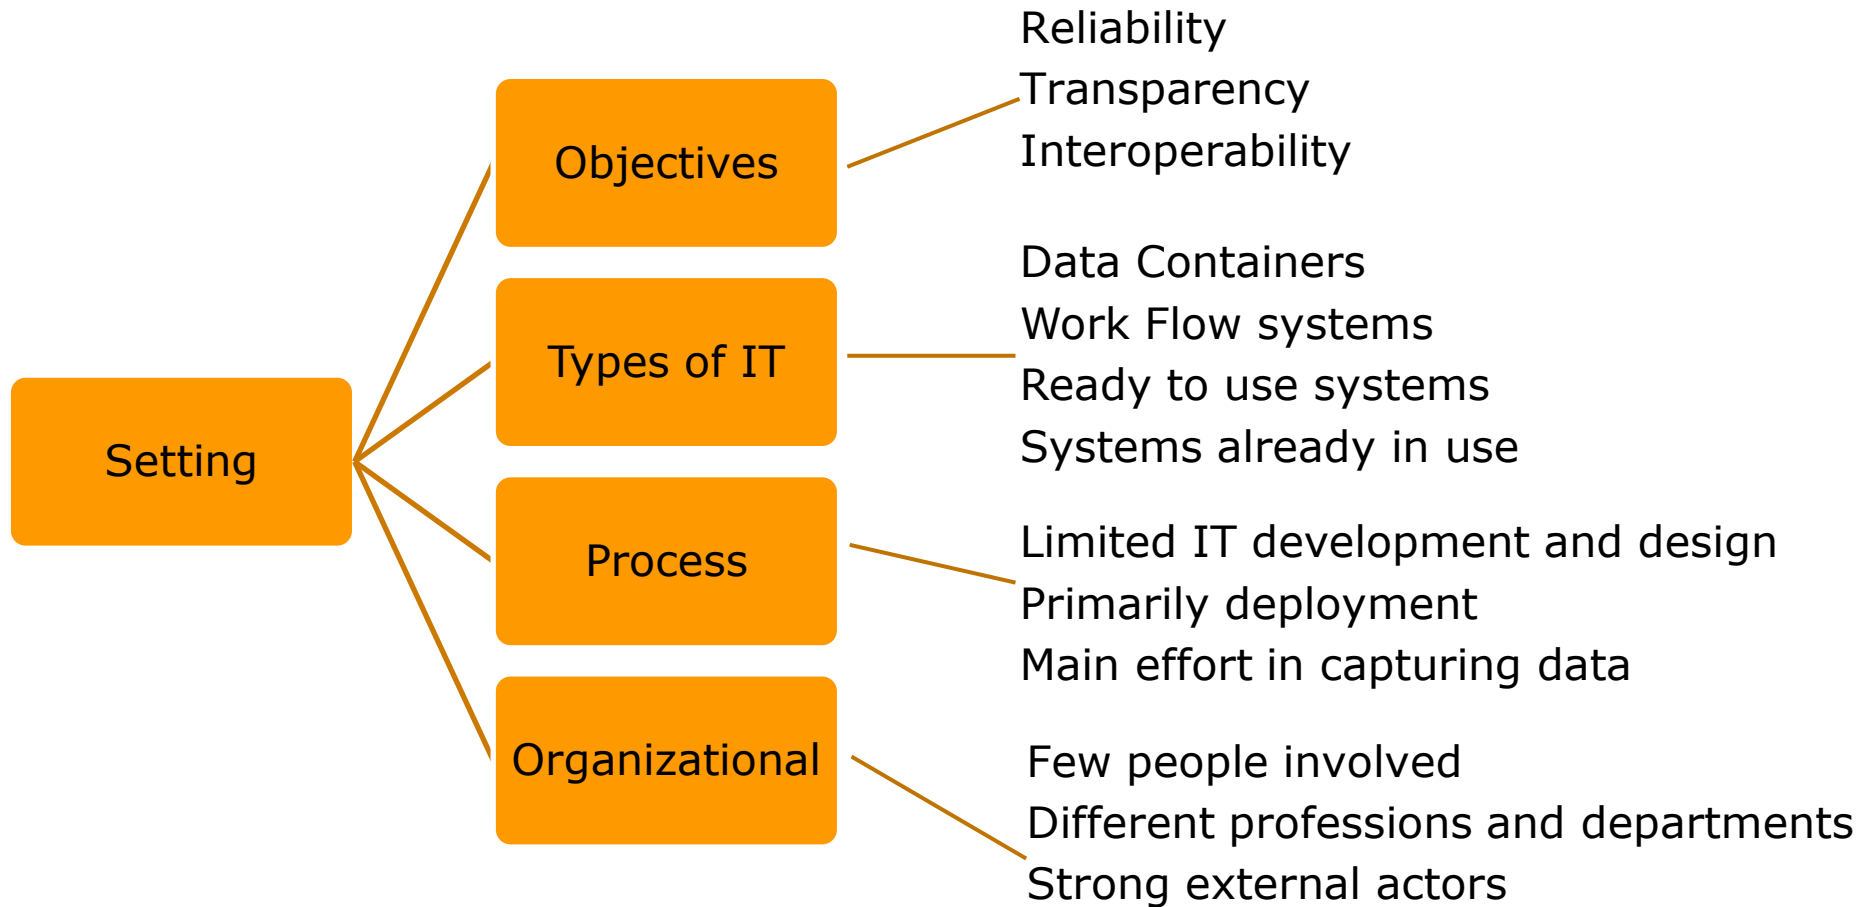 Setting
Objectives
Reliability
Transparency
Interoperability
Types of IT
Data Containers
Work Flow systems
Ready to use systems
Systems already in use
Process
Limited IT development and design
Primarily deployment
Main effort in capturing data
Organizational
Few people involved
Different professions and departments
Strong external actors